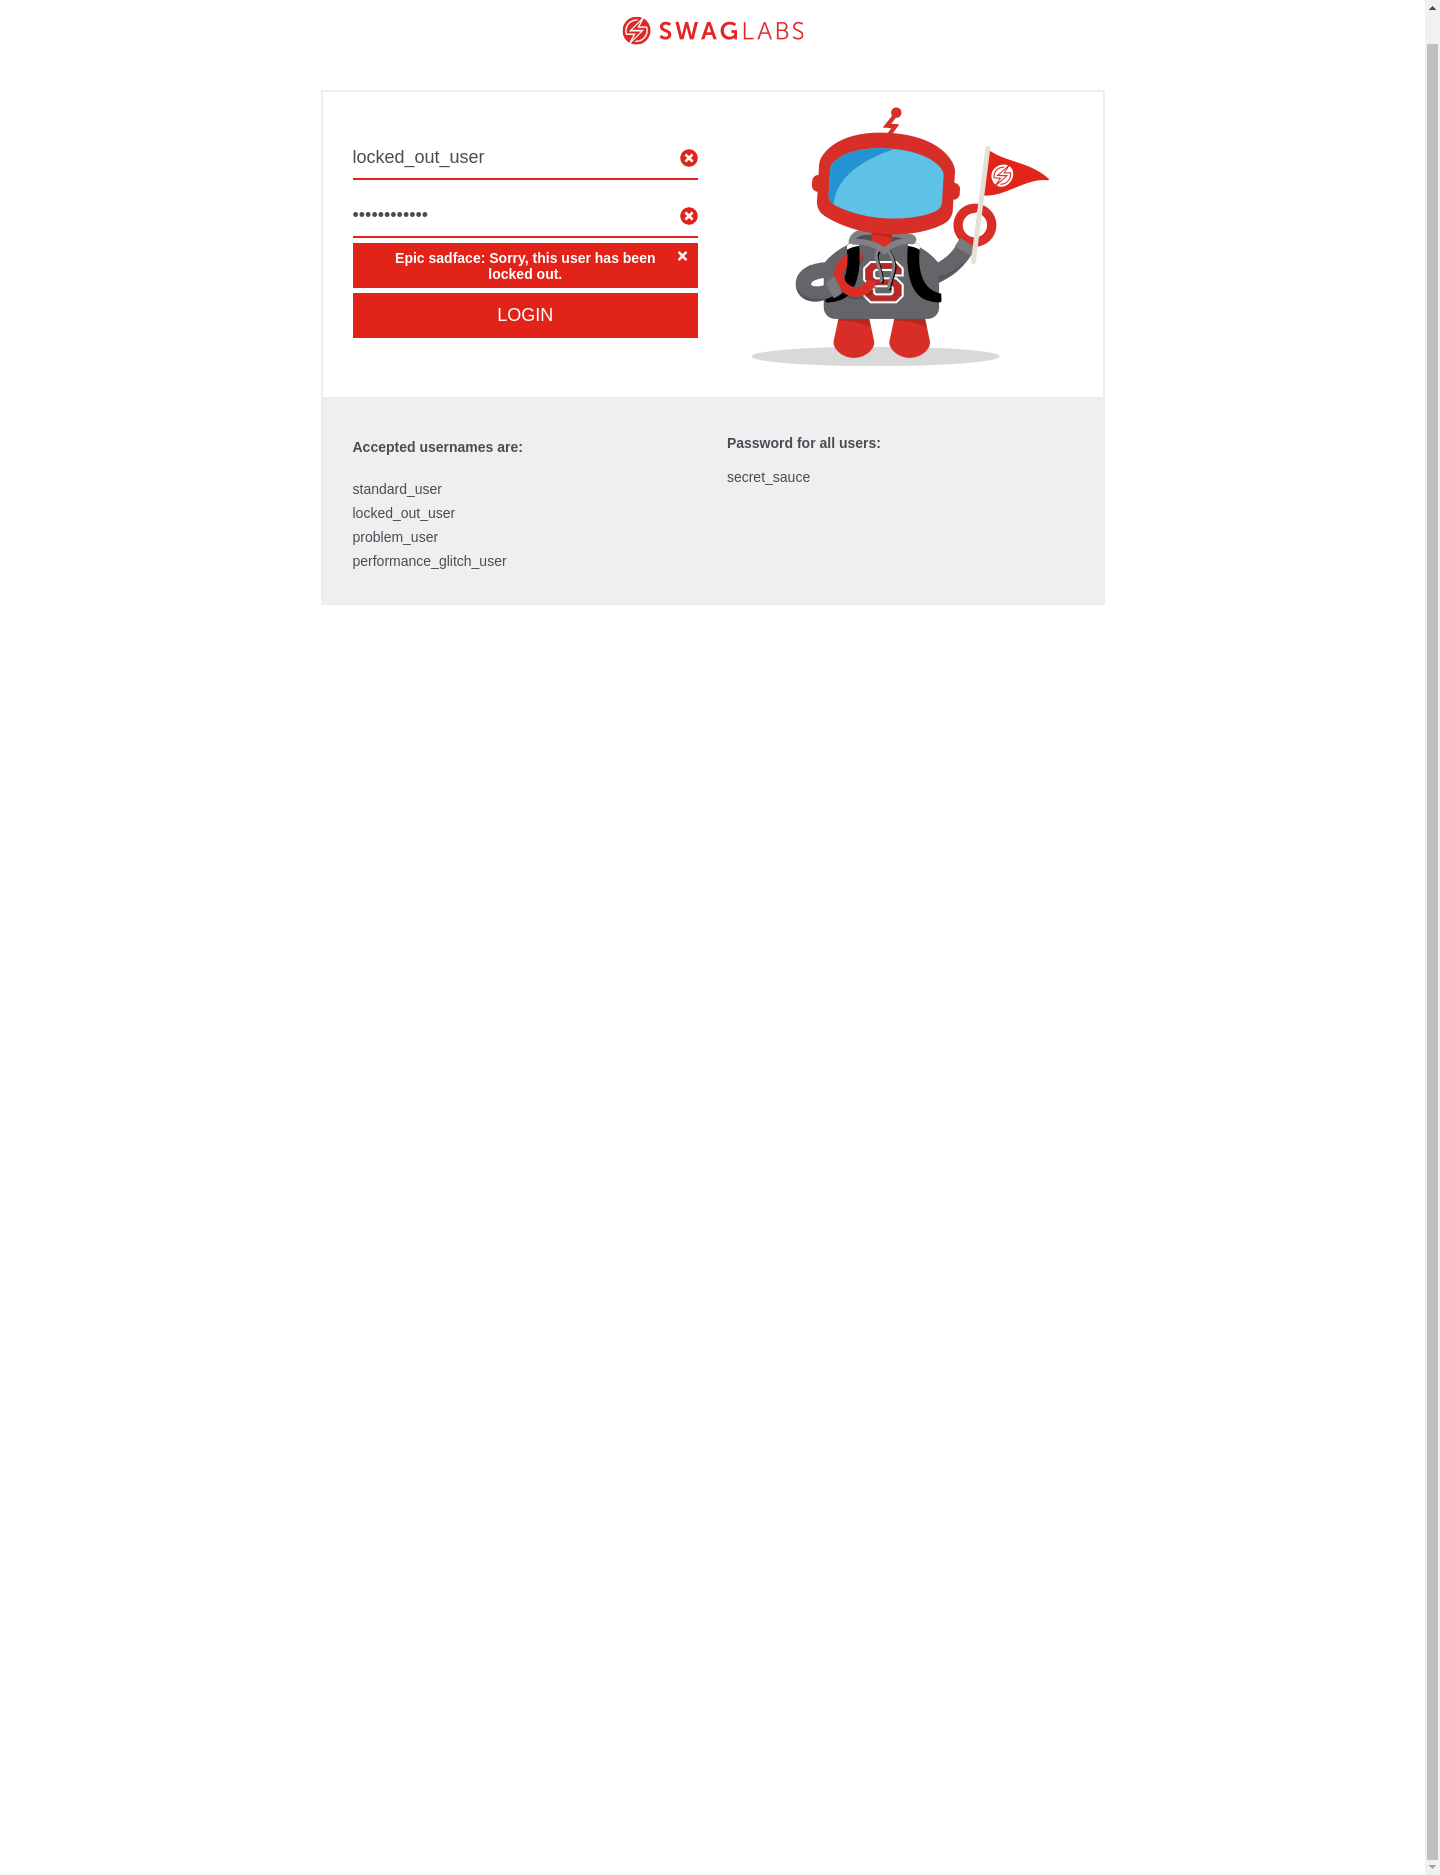 SWAGLABS
locked_out_user
••••••••••••
Epic sadface: Sorry, this user has been
locked out.
LOGIN
Accepted usernames are:
standard_user
locked_out_user
problem_user
performance_glitch_user
Password for all users:
secret_sauce